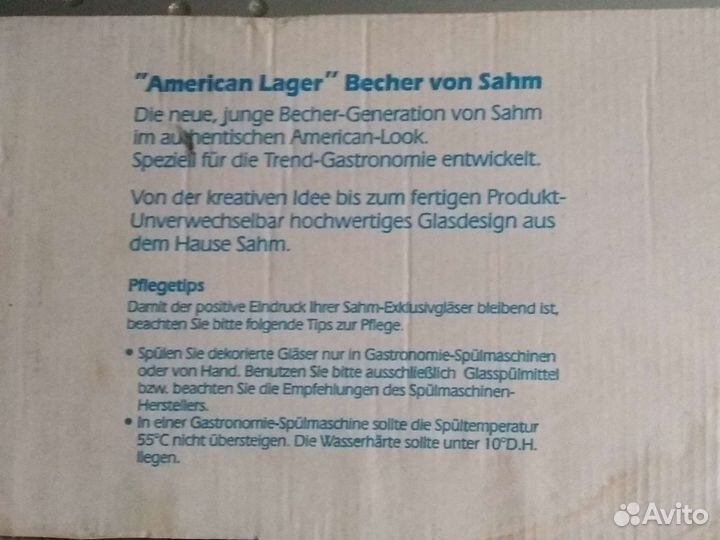 "American Lager" Becher von Sahm
Die neue, junge Becher-Generation von Sahm
im authentischen American-Look.
Speziell für die Trend-Gastronomie entwickelt.
Von der kreativen Idee bis zum fertigen Produkt-
Unverwechselbar hochwertiges Glasdesign aus
dem Hause Sahm.
Pflegetips
Damit der positive Eindruck Ihrer Sahm-Exklusivgläser bleibend ist,
beachten Sie bitte folgende Tips zur Pflege.
• Spülen Sie dekorierte Gläser nur in Gastronomie-Spülmaschinen
oder von Hand. Benutzen Sie bitte ausschließlich Glasspülmittel
bzw. beachten Sie die Empfehlungen des Spülmaschinen-
Herstellers.
• In einer Gastronomie-Spülmaschine sollte die Spültemperatur
55°C nicht übersteigen. Die Wasserhärte sollte unter 10°D.H.
liegen.
Avito